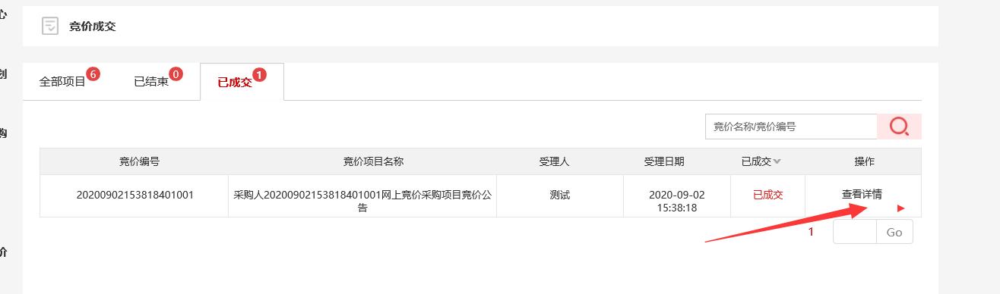 心
竞价成交
划
全部项目 6 已结束 0 已成交 1
购
竞价名称/竞价编号
竞价编号 竞价项目名称 受理人 受理日期 已成交 操作
20200902153818401001 采购人20200902153818401001网上竞价采购项目竞价公告 测试 2020-09-02 15:38:18 已成交 查看详情
1 Go
价